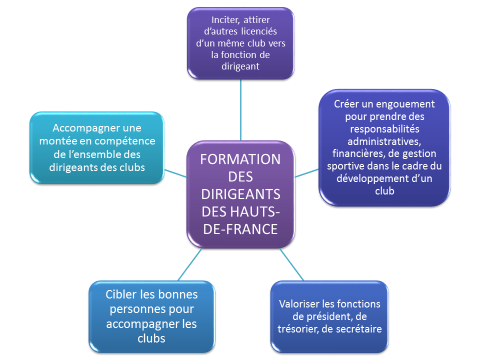 Inciter, attirer
d'autres licenciés
d'un même club vers
la fonction de
dirigeant
Créer un engouement
pour prendre des
responsabilités
administratives,
financières, de gestion
sportive dans le cadre du
développement d'un
club
Accompagner une
montée en compétence
de l'ensemble des
dirigeants des clubs
FORMATION
DES
DIRIGEANTS
DES HAUTS-
DE-FRANCE
Cibler les bonnes
personnes pour
accompagner les
clubs
Valoriser les fonctions
de président, de
trésorier, de secrétaire